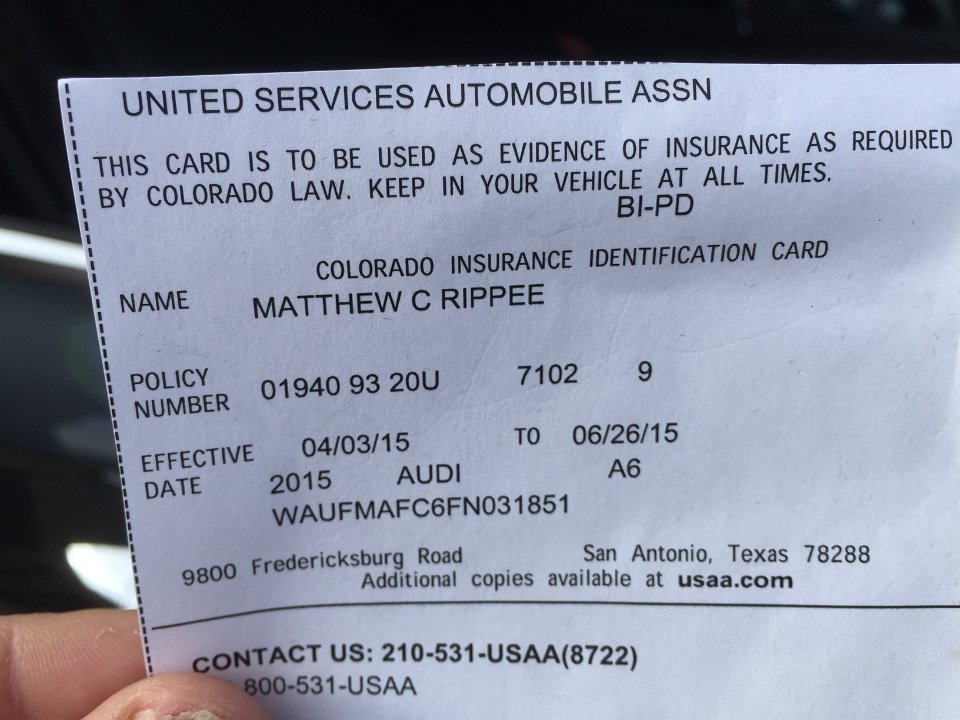 UNITED SERVICES AUTOMOBILE ASSN
THIS CARD IS TO BE USED AS EVIDENCE OF INSURANCE AS REQUIRED
BY COLORADO LAW. KEEP IN YOUR VEHICLE AT ALL TIMES.
BI-PD
COLORADO INSURANCE IDENTIFICATION CARD
NAME MATTHEW C RIPPEE
POLICY
NUMBER 01940 93 20U 7102 9
EFFECTIVE 04/03/15 TO 06/26/15
DATE 2015 AUDI A6
WAUFMAFC6FN031851
9800 Fredericksburg Road San Antonio, Texas 78288
Additional copies available at usaa.com
CONTACT US: 210-531-USAA(8722)
800-531-USAA